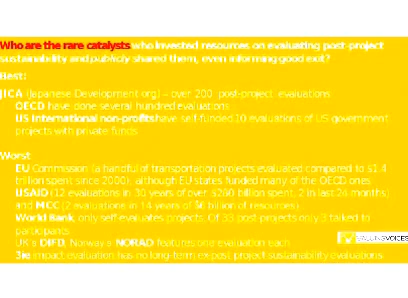 Who are the rare catalysts who invested resources on evaluating post-project
sustainability and publicly shared them, even informing good exit?
Best:
JICA (Japanese Development org) – over 200 post-project evaluations
OECD have done several hundred evaluations
US international non-profits have self-funded 10 evaluations of US government
projects with private funds
Worst
EU Commission (a handful of transportation projects evaluated compared to $1.4
trillion spent since 2000), although EU states funded many of the OECD ones
USAID (12 evaluations in 30 years of over $280 billion spent, 2 in last 26 months)
and MCC (2 evaluations in 14 years of $6 billion of resources)
World Bank, only self-evaluates projects. Of 33 post-projects only 3 talked to
participants
UK's DIFD, Norway's NORAD features one evaluation each
3ie impact evaluation has no long-term ex-post project sustainability evaluations
VALUINGVOICES